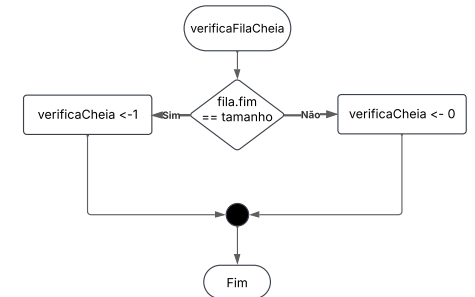 verificaFilaCheia
fila.fim
== tamanho
verificaCheia <-1
Sim
Não
verificaCheia <- 0
Fim